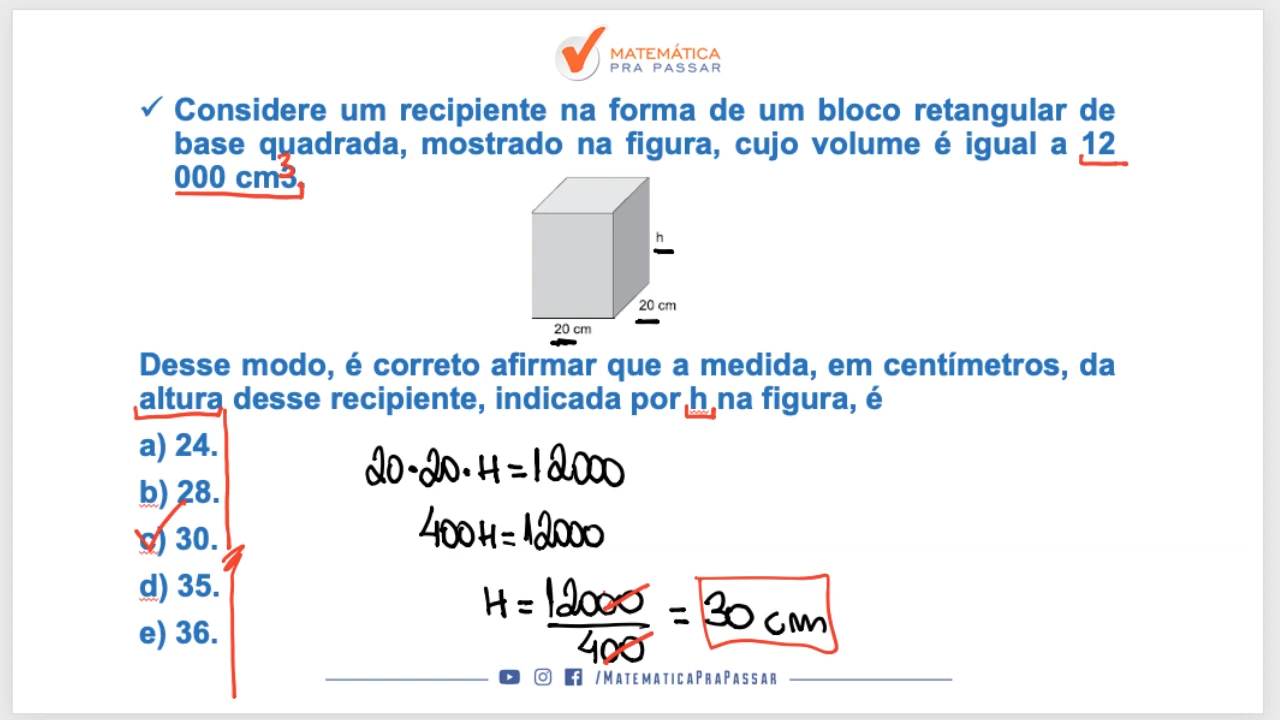 MATEMÁTICA
PRA PASSAR
✓ Considere um recipiente na forma de um bloco retangular de
base quadrada, mostrado na figura, cujo volume é igual a 12
000 cm3.
3
h
20 cm
20 cm
Desse modo, é correto afirmar que a medida, em centímetros, da
altura desse recipiente, indicada por h na figura, é
a) 24.
b) 28.
c) 30.
d) 35.
e) 36.
20·20·H=12000
400H=12000
H = 12000/400 = 30 cm
/MatematicaPraPassar